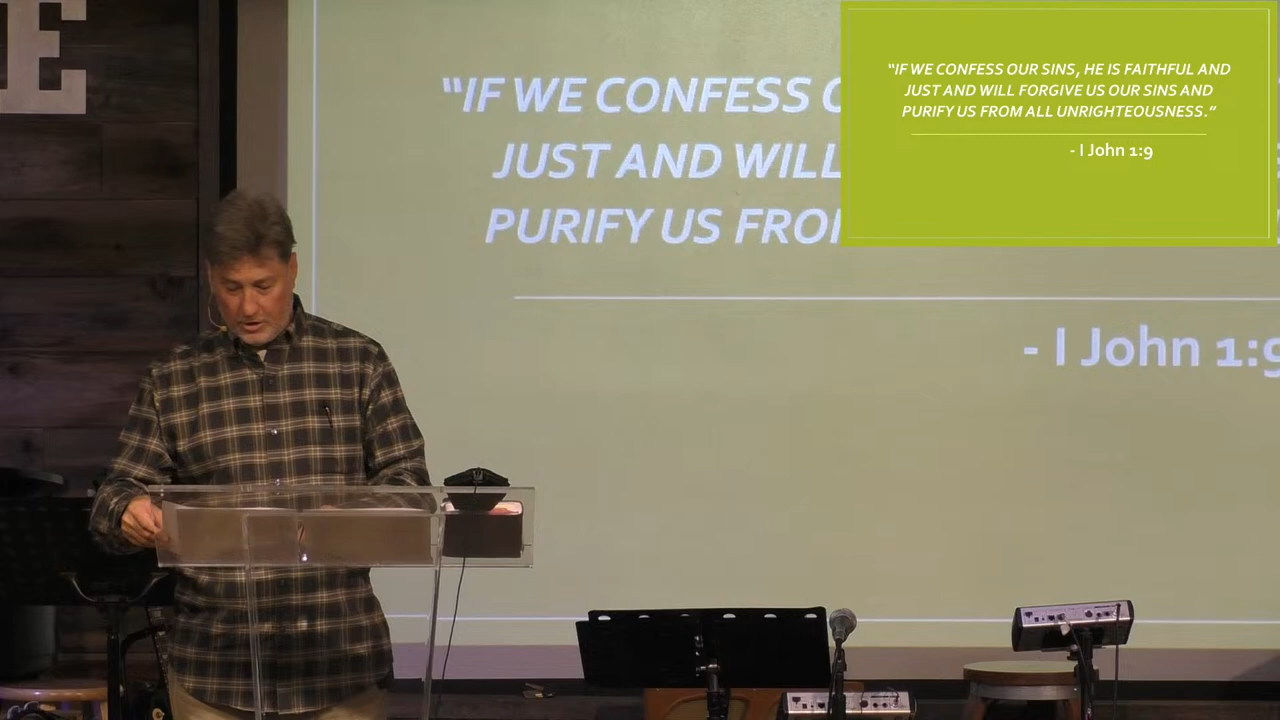 E
“IF WE CONFESS O
JUST AND WILL
PURIFY US FROM
- I John 1:9
“IF WE CONFESS OUR SINS, HE IS FAITHFUL AND
JUST AND WILL FORGIVE US OUR SINS AND
PURIFY US FROM ALL UNRIGHTEOUSNESS.”
- I John 1:9